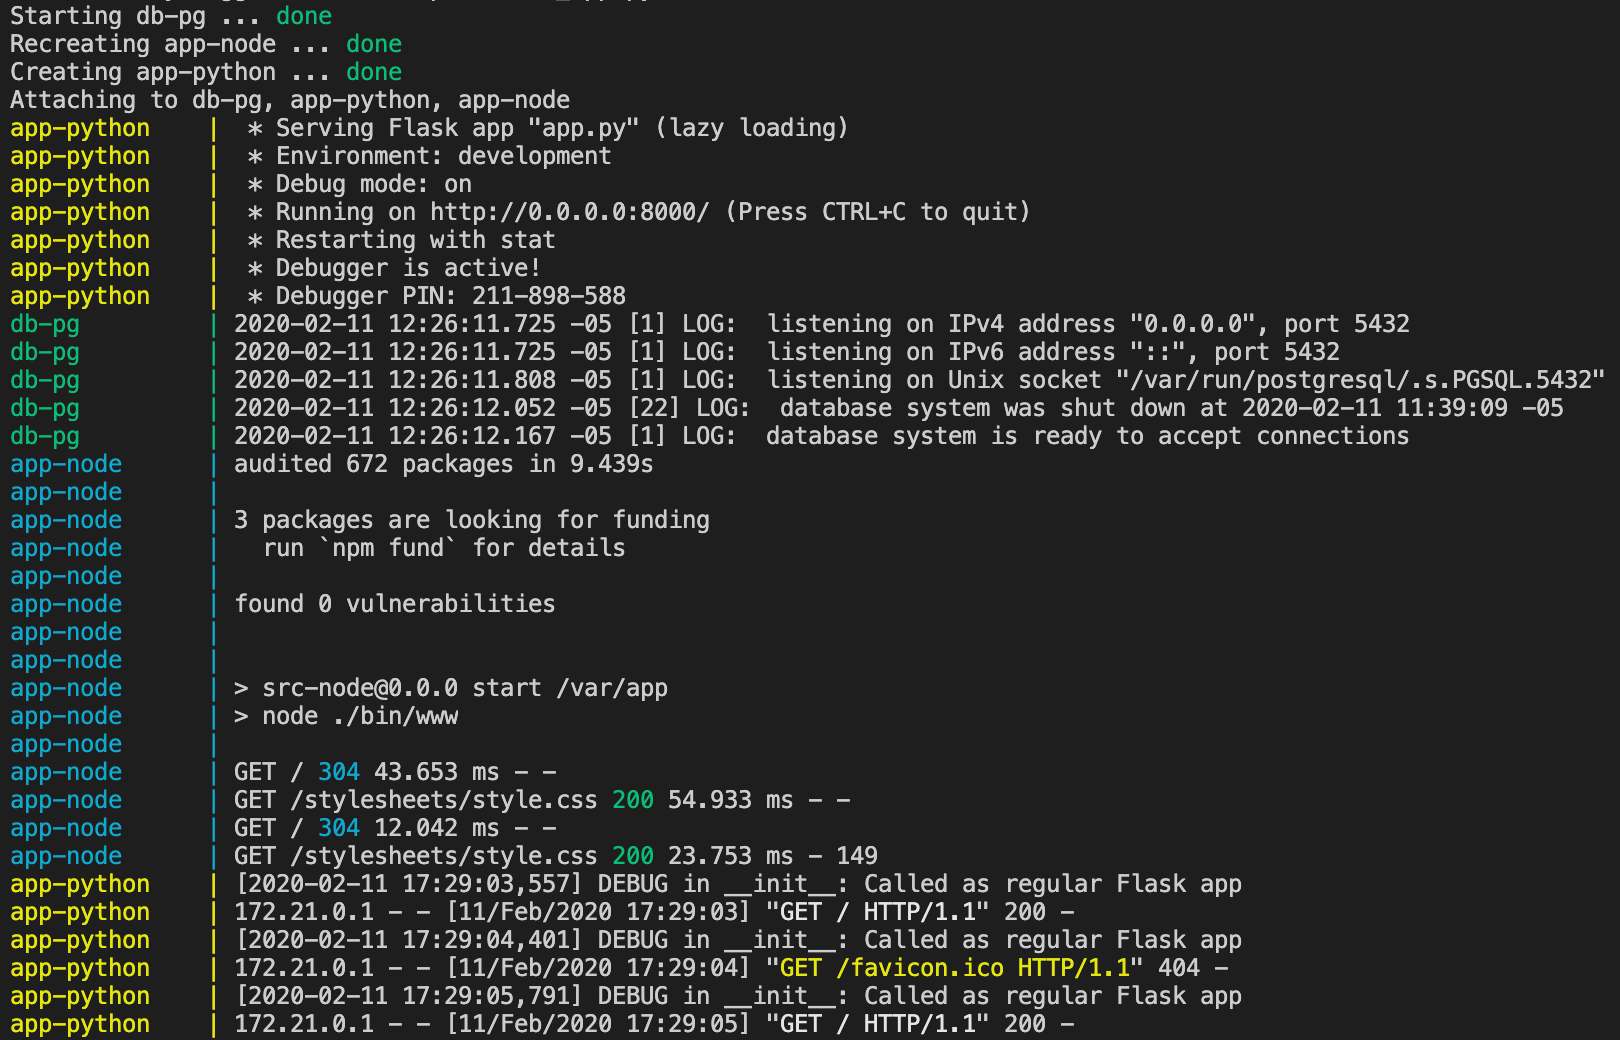 Starting db-pg ... done
Recreating app-node ... done
Creating app-python ... done
Attaching to db-pg, app-python, app-node
app-python    |  * Serving Flask app "app.py" (lazy loading)
app-python    |  * Environment: development
app-python    |  * Debug mode: on
app-python    |  * Running on http://0.0.0.0:8000/ (Press CTRL+C to quit)
app-python    |  * Restarting with stat
app-python    |  * Debugger is active!
app-python    |  * Debugger PIN: 211-898-588
db-pg         | 2020-02-11 12:26:11.725 -05 [1] LOG:  listening on IPv4 address "0.0.0.0", port 5432
db-pg         | 2020-02-11 12:26:11.725 -05 [1] LOG:  listening on IPv6 address "::", port 5432
db-pg         | 2020-02-11 12:26:11.808 -05 [1] LOG:  listening on Unix socket "/var/run/postgresql/.s.PGSQL.5432"
db-pg         | 2020-02-11 12:26:12.052 -05 [22] LOG:  database system was shut down at 2020-02-11 11:39:09 -05
db-pg         | 2020-02-11 12:26:12.167 -05 [1] LOG:  database system is ready to accept connections
app-node      | audited 672 packages in 9.439s
app-node      |
app-node      | 3 packages are looking for funding
app-node      |   run `npm fund` for details
app-node      |
app-node      | found 0 vulnerabilities
app-node      |
app-node      |
app-node      | > src-node@0.0.0 start /var/app
app-node      | > node ./bin/www
app-node      |
app-node      | GET / 304 43.653 ms - -
app-node      | GET /stylesheets/style.css 200 54.933 ms - -
app-node      | GET / 304 12.042 ms - -
app-node      | GET /stylesheets/style.css 200 23.753 ms - 149
app-python    | [2020-02-11 17:29:03,557] DEBUG in __init__: Called as regular Flask app
app-python    | 172.21.0.1 - - [11/Feb/2020 17:29:03] "GET / HTTP/1.1" 200 -
app-python    | [2020-02-11 17:29:04,401] DEBUG in __init__: Called as regular Flask app
app-python    | 172.21.0.1 - - [11/Feb/2020 17:29:04] "GET /favicon.ico HTTP/1.1" 404 -
app-python    | [2020-02-11 17:29:05,791] DEBUG in __init__: Called as regular Flask app
app-python    | 172.21.0.1 - - [11/Feb/2020 17:29:05] "GET / HTTP/1.1" 200 -